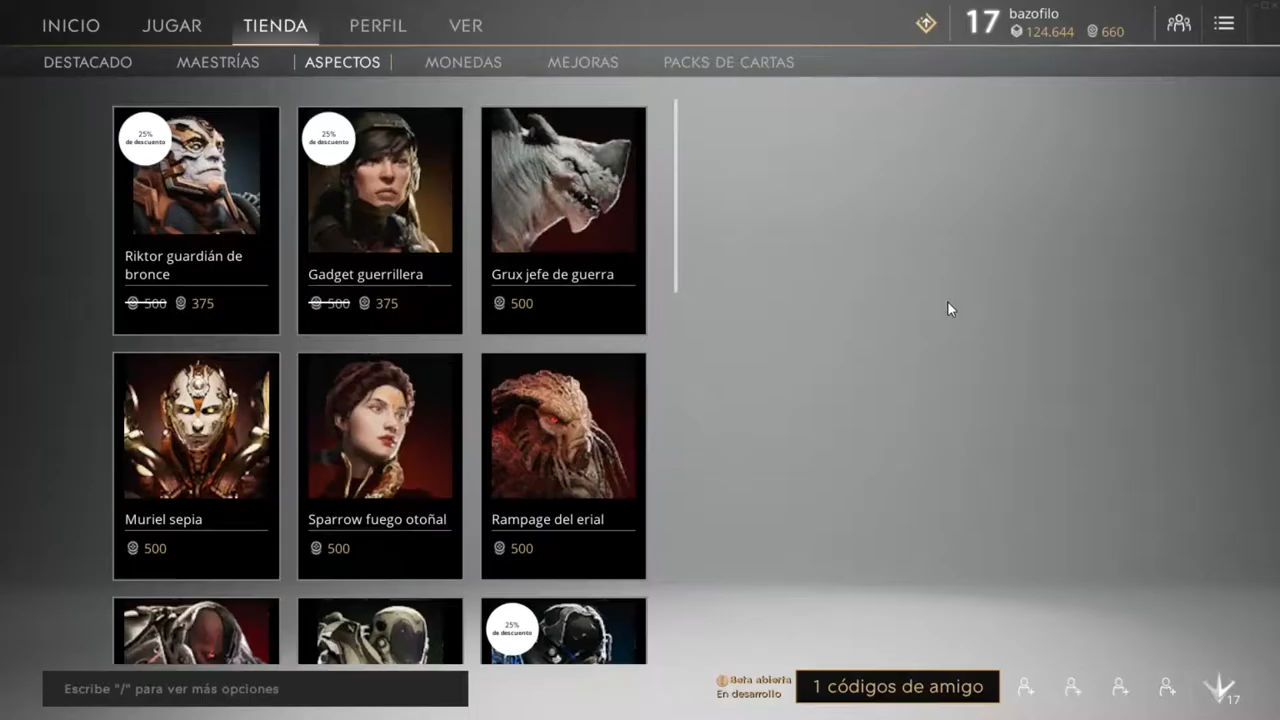 INICIO JUGAR TIENDA PERFIL VER
17 bazofilo
124.644 660
DESTACADO MAESTRÍAS ASPECTOS MONEDAS MEJORAS PACKS DE CARTAS
25%
de descuento
Riktor guardián de
bronce
500 375
25%
de descuento
Gadget guerrillera
500 375
Grux jefe de guerra
500
Muriel sepia
500
Sparrow fuego otoñal
500
Rampage del erial
500
25%
de descuento
Escribe "/" para ver más opciones
Beta abierta
En desarrollo
1 códigos de amigo
17